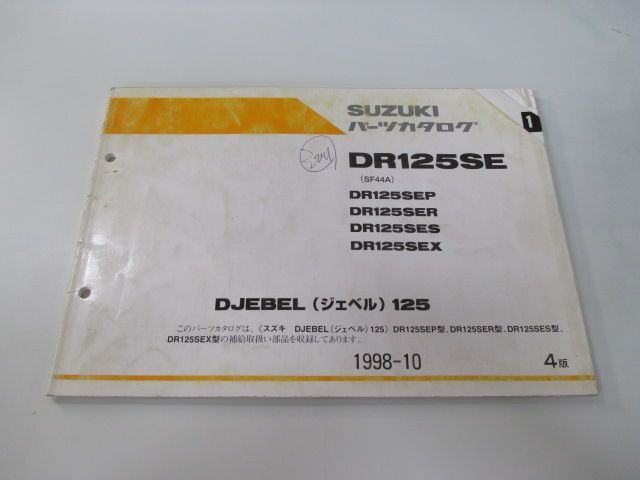 SUZUKI
パーツカタログ
1
DR125SE
(SF44A)
DR125SEP
DR125SER
DR125SES
DR125SEX
DJEBEL (ジェベル) 125
このパーツカタログは、《スズキ DJEBEL(ジェベル)125》DR125SEP型、DR125SER型、DR125SES型、
DR125SEX型の補給取扱い部品を収録してあります。
1998-10
4版